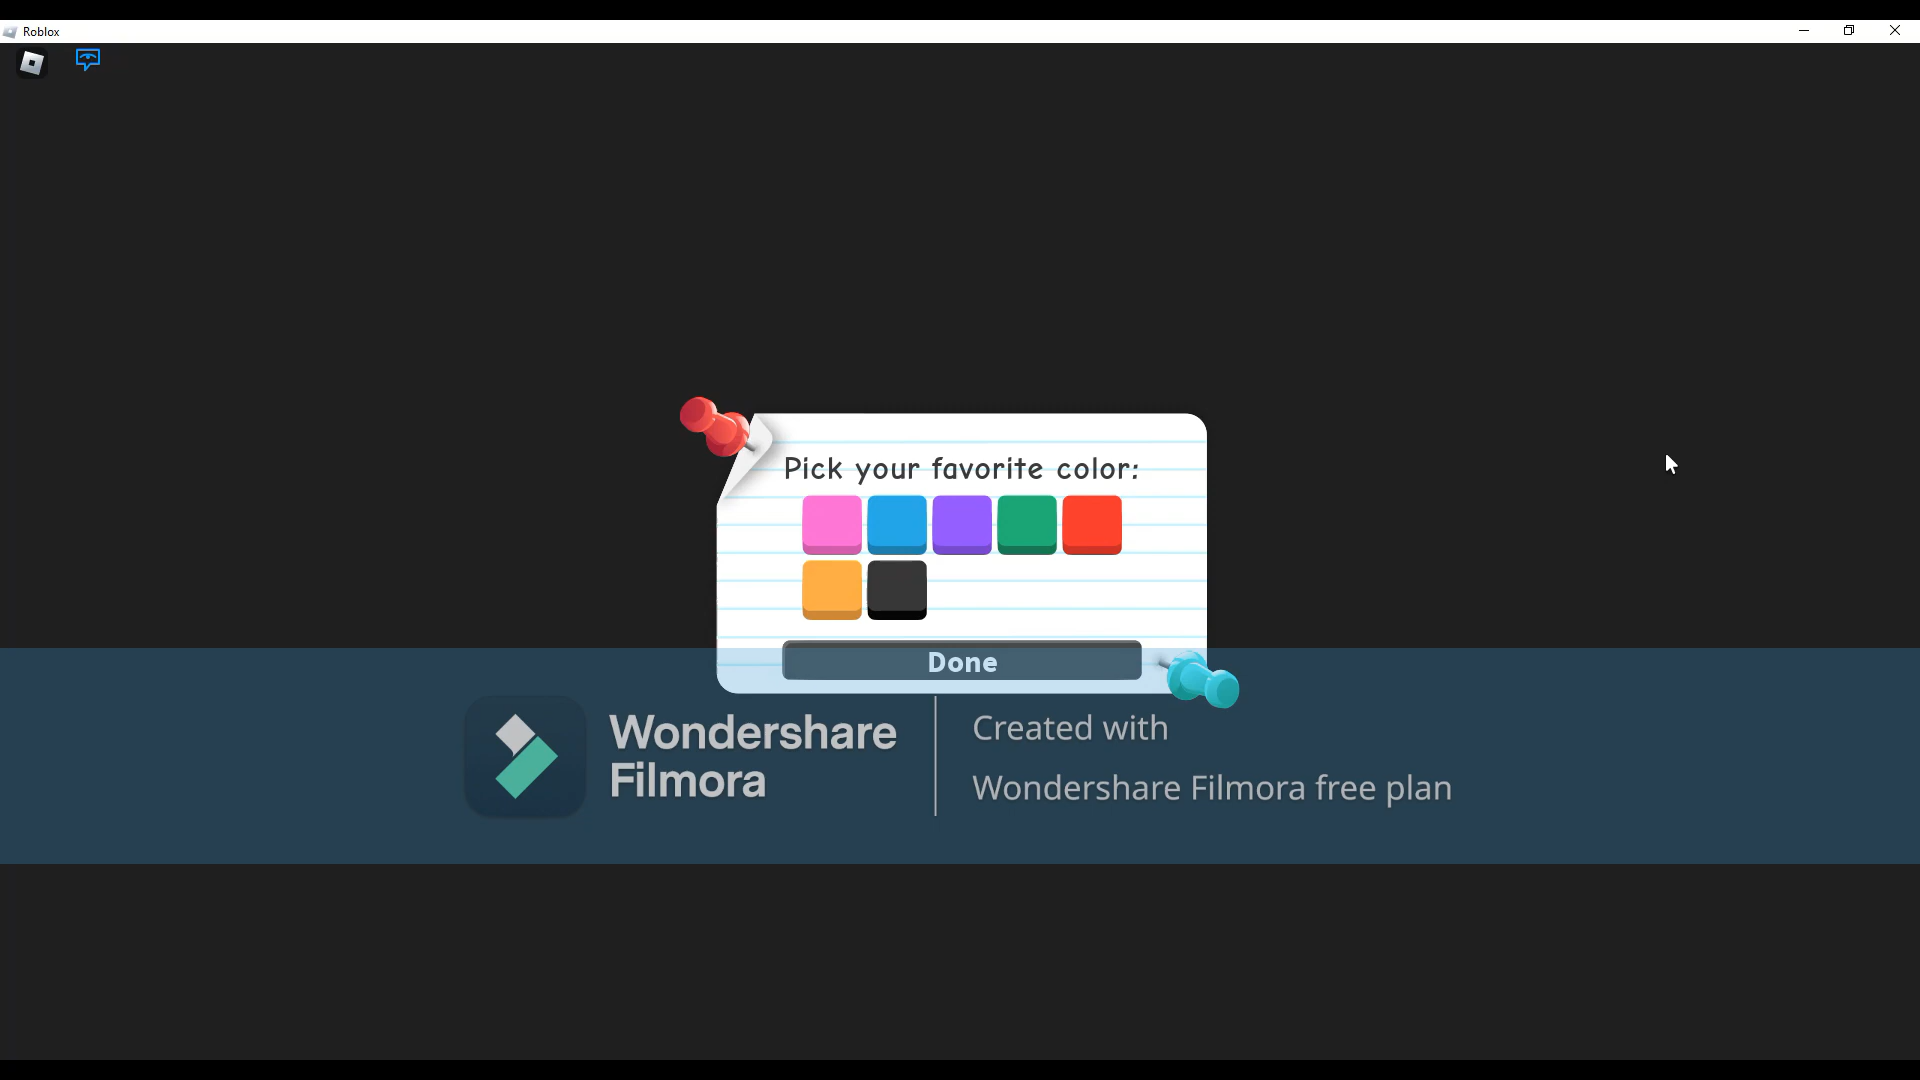 Roblox
Pick your favorite color:
Done
Wondershare
Filmora
Created with
Wondershare Filmora free plan